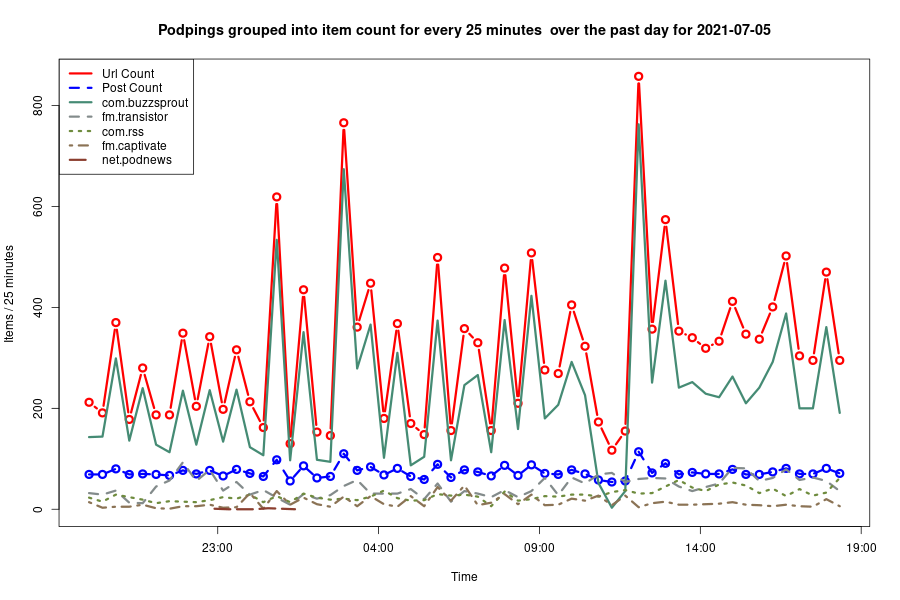 Podpings grouped into item count for every 25 minutes  over the past day for 2021-07-05
Url Count
Post Count
com.buzzsprout
fm.transistor
com.rss
fm.captivate
net.podnews
Items / 25 minutes
800
600
400
200
0
23:00
04:00
09:00
14:00
19:00
Time